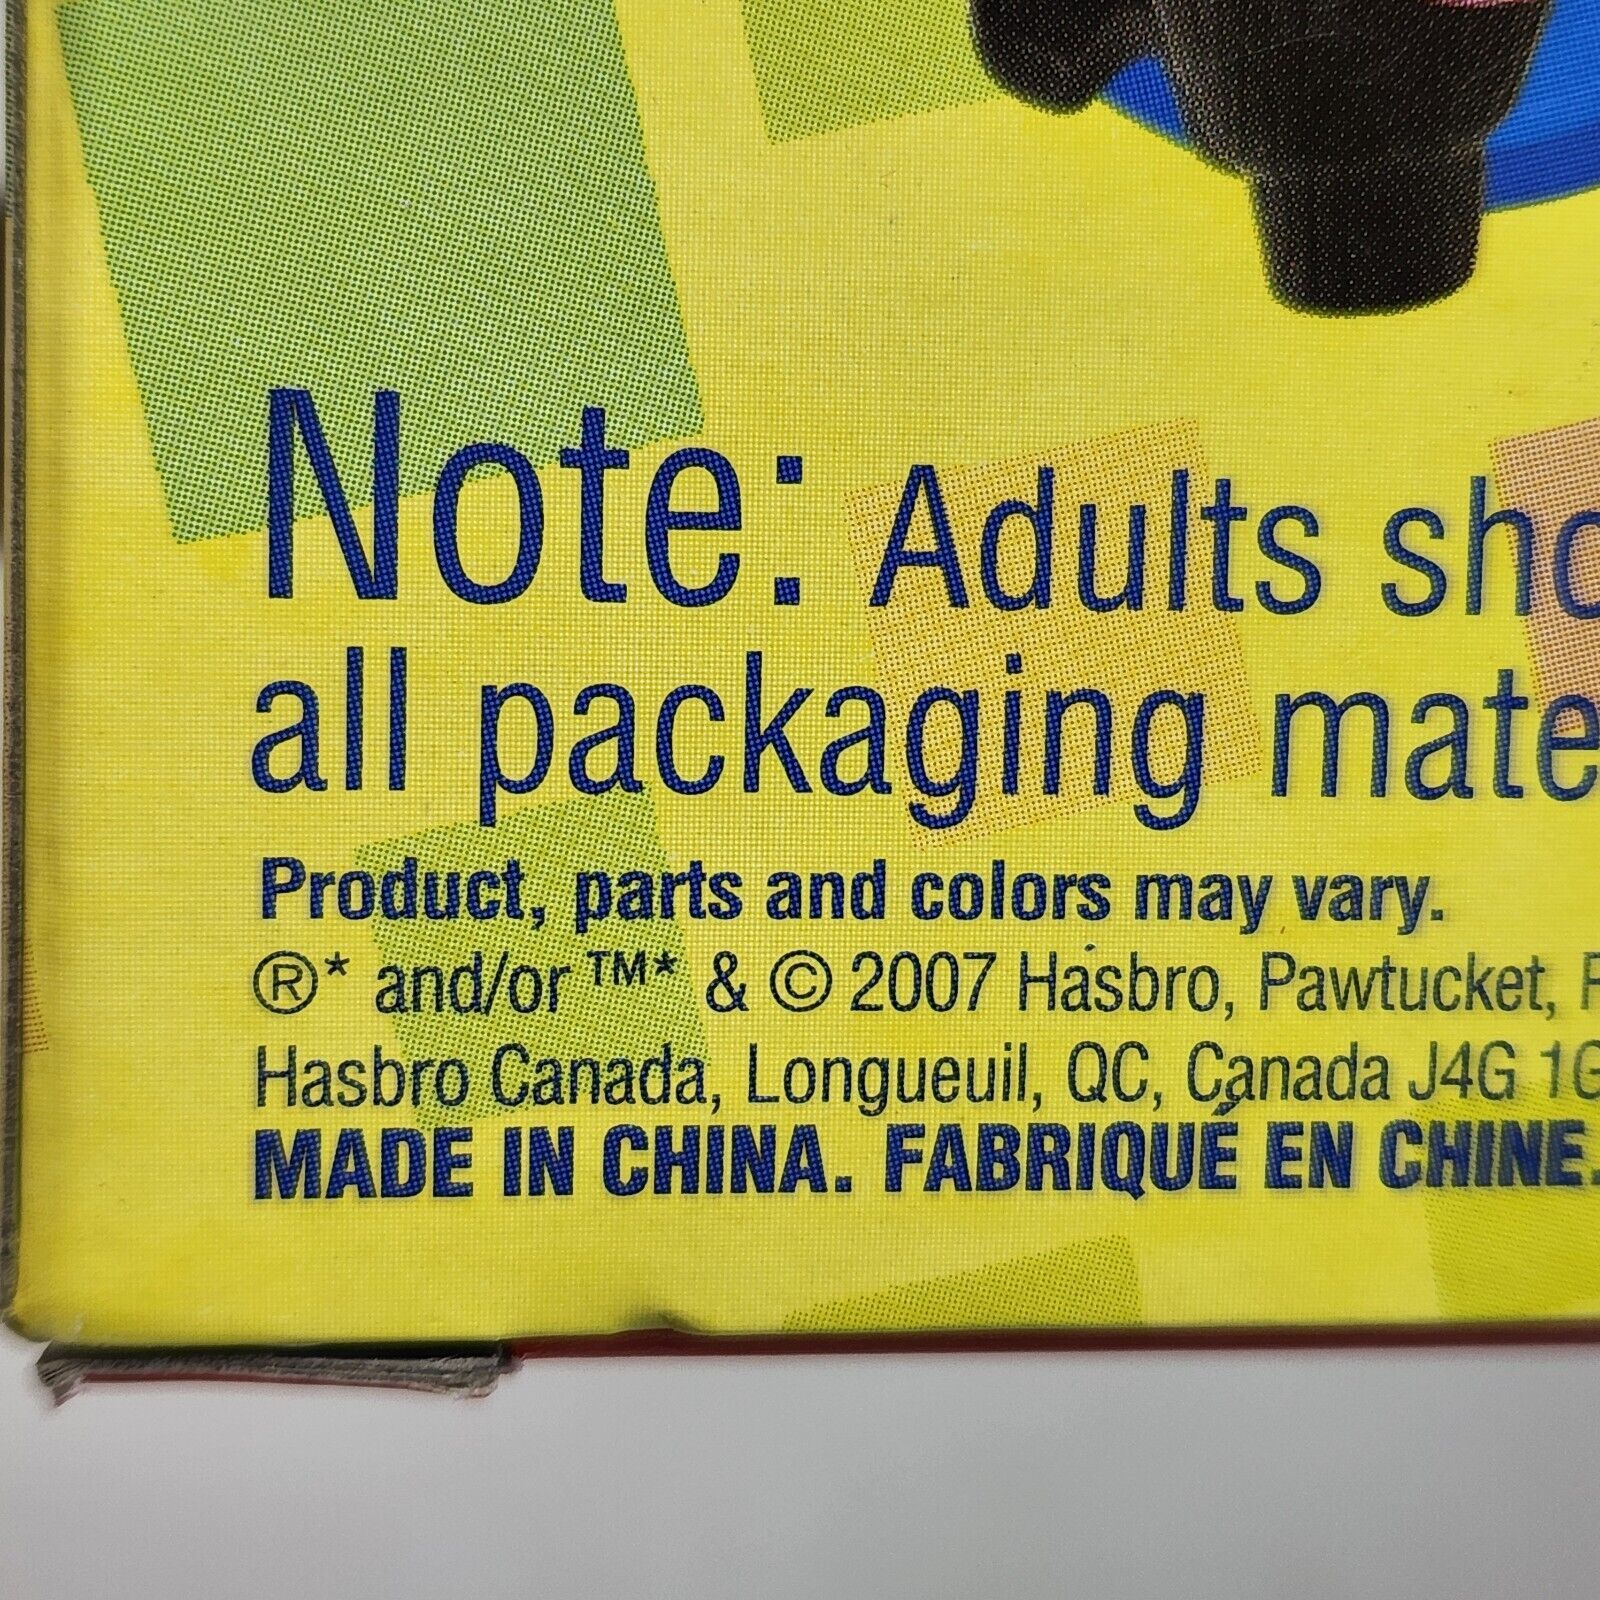 Note: Adults sho
all packaging mate
Product, parts and colors may vary.
®* and/or ™* & © 2007 Hasbro, Pawtucket,
Hasbro Canada, Longueuil, QC, Canada J4G 1G
MADE IN CHINA. FABRIQUÉ EN CHINE.